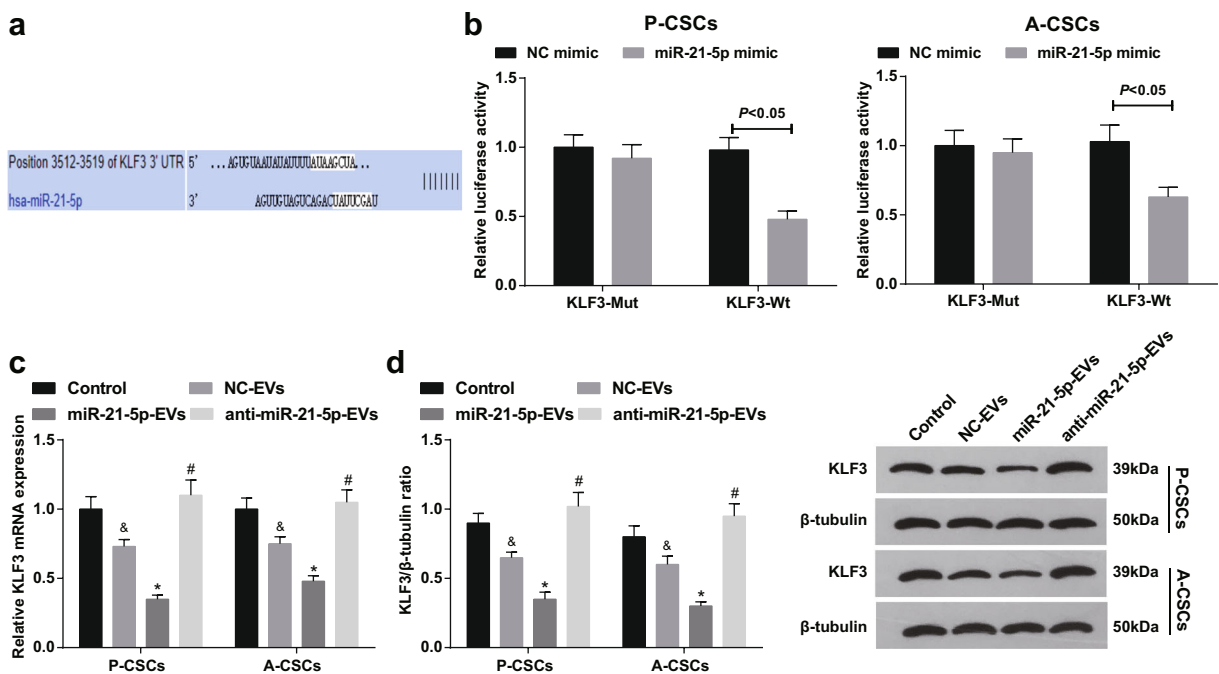 a
Position 3512-3519 of KLF3 3' UTR 5' ...AGUGUAAUAUAUUUUUAUAAGCUA...
hsa-miR-21-5p 3' AGUUGUAGUCAGACUAUUCGAU
b
P-CSCs
NC mimic miR-21-5p mimic
Relative luciferase activity
1.5
1.0
0.5
0.0
P<0.05
KLF3-Mut KLF3-Wt
A-CSCs
NC mimic miR-21-5p mimic
Relative luciferase activity
1.5
1.0
0.5
0.0
P<0.05
KLF3-Mut KLF3-Wt
c
Control NC-EVs
miR-21-5p-EVs anti-miR-21-5p-EVs
Relative KLF3 mRNA expression
1.5
1.0
0.5
0.0
& * # & * #
P-CSCs A-CSCs
d
Control NC-EVs
miR-21-5p-EVs anti-miR-21-5p-EVs
KLF3/β-tubulin ratio
1.5
1.0
0.5
0.0
& * # & * #
P-CSCs A-CSCs
Control NC-EVs miR-21-5p-EVs anti-miR-21-5p-EVs
KLF3 39kDa
β-tubulin 50kDa
P-CSCs
KLF3 39kDa
β-tubulin 50kDa
A-CSCs